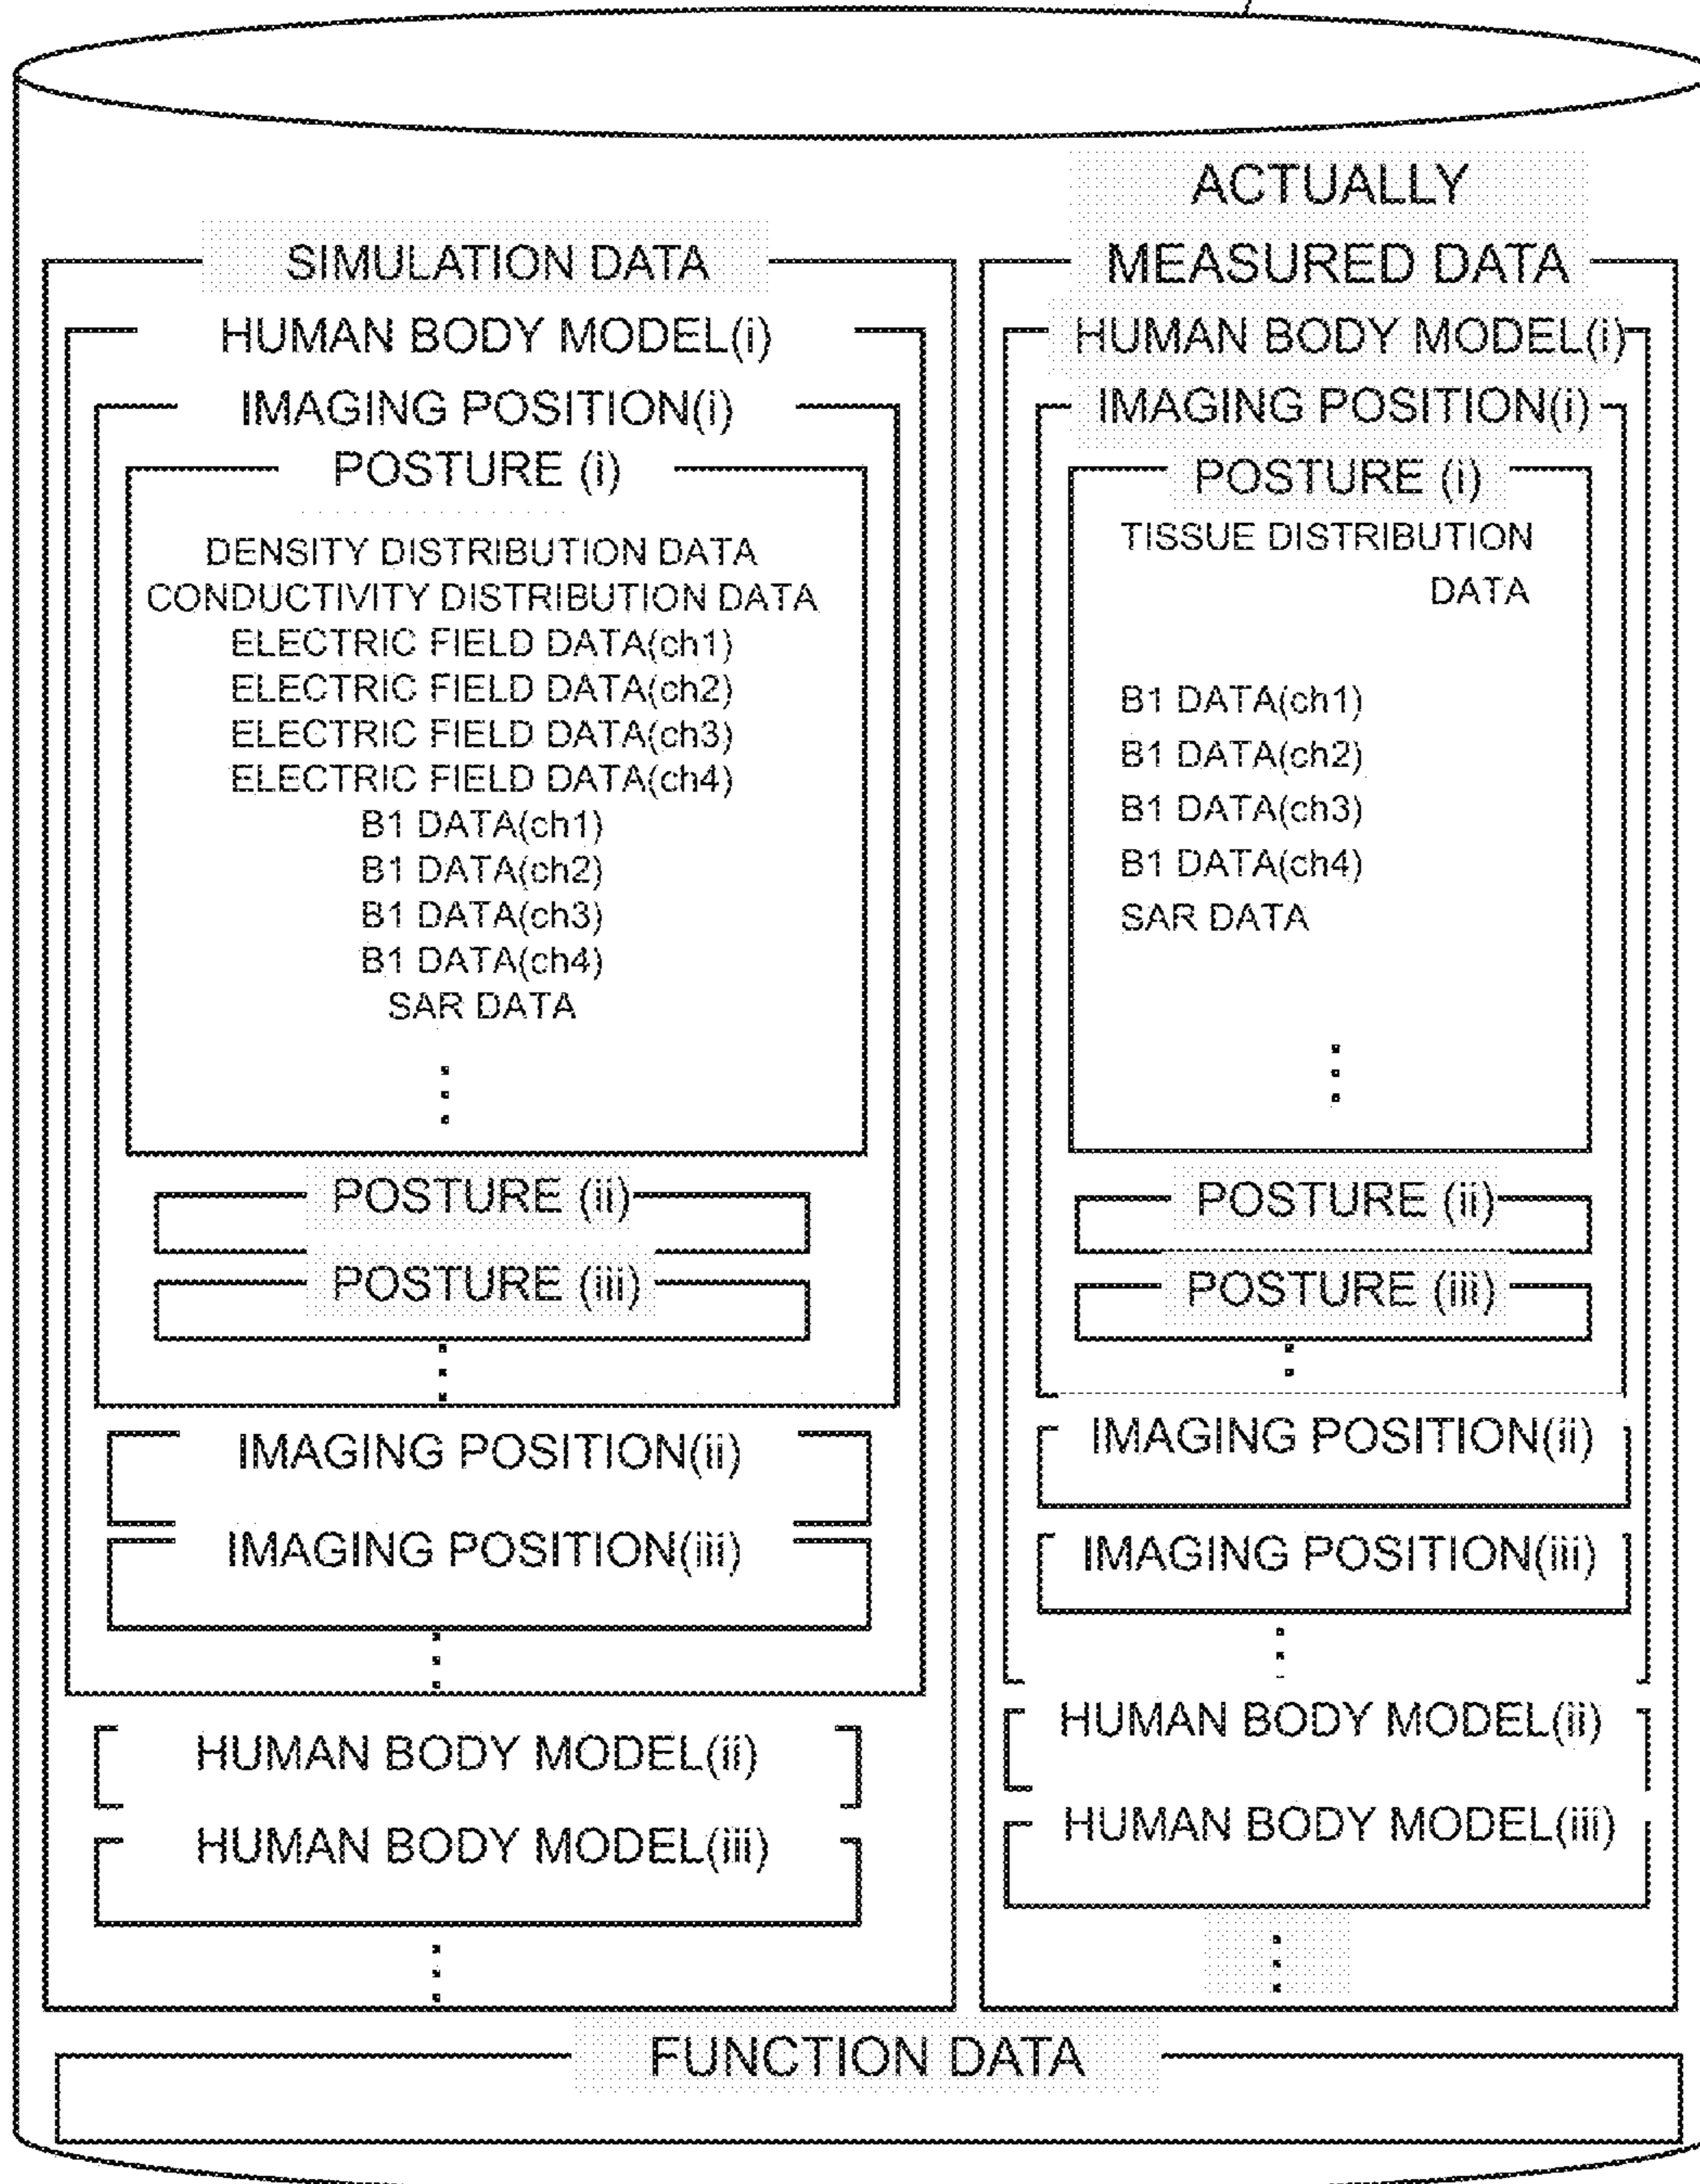 SIMULATION DATA
HUMAN BODY MODEL(i)
IMAGING POSITION(i)
POSTURE (i)
DENSITY DISTRIBUTION DATA
CONDUCTIVITY DISTRIBUTION DATA
ELECTRIC FIELD DATA(ch1)
ELECTRIC FIELD DATA(ch2)
ELECTRIC FIELD DATA(ch3)
ELECTRIC FIELD DATA(ch4)
B1 DATA(ch1)
B1 DATA(ch2)
B1 DATA(ch3)
B1 DATA(ch4)
SAR DATA
POSTURE (ii)
POSTURE (iii)
IMAGING POSITION(ii)
IMAGING POSITION(iii)
HUMAN BODY MODEL(ii)
HUMAN BODY MODEL(iii)
ACTUALLY
MEASURED DATA
HUMAN BODY MODEL(i)
IMAGING POSITION(i)
POSTURE (i)
TISSUE DISTRIBUTION
DATA
B1 DATA(ch1)
B1 DATA(ch2)
B1 DATA(ch3)
B1 DATA(ch4)
SAR DATA
POSTURE (ii)
POSTURE (iii)
IMAGING POSITION(ii)
IMAGING POSITION(iii)
HUMAN BODY MODEL(ii)
HUMAN BODY MODEL(iii)
FUNCTION DATA